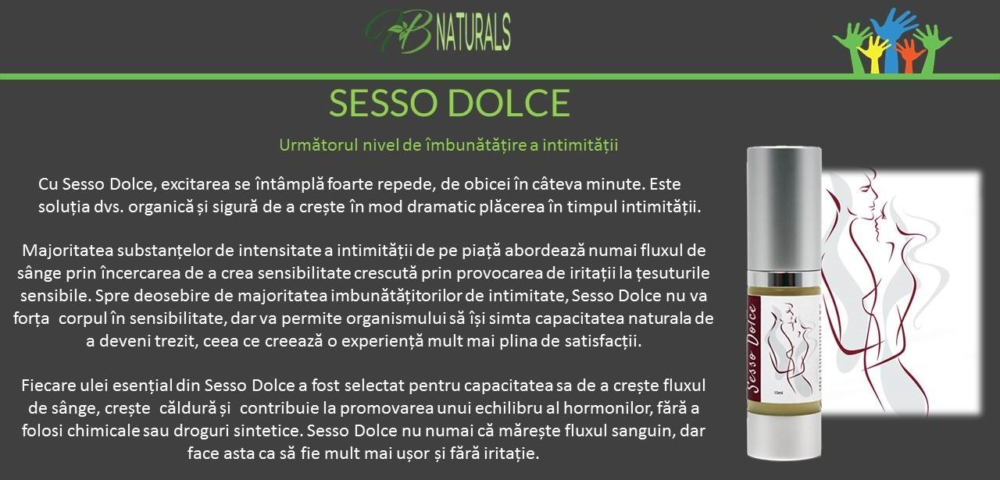 HB NATURALS
SESSO DOLCE
Următorul nivel de îmbunătățire a intimității
Cu Sesso Dolce, excitarea se întâmplă foarte repede, de obicei în câteva minute. Este
soluția dvs. organică și sigură de a crește în mod dramatic plăcerea în timpul intimității.
Majoritatea substanțelor de intensitate a intimității de pe piață abordează numai fluxul de
sânge prin încercarea de a crea sensibilitate crescută prin provocarea de iritații la țesuturile
sensibile. Spre deosebire de majoritatea imbunătățitorilor de intimitate, Sesso Dolce nu va
forța corpul în sensibilitate, dar va permite organismului să își simta capacitatea naturala de
a deveni trezit, ceea ce creează o experiență mult mai plina de satisfacții.
Fiecare ulei esențial din Sesso Dolce a fost selectat pentru capacitatea sa de a crește fluxul
de sânge, crește căldură și contribuie la promovarea unui echilibru al hormonilor, fără a
folosi chimicale sau droguri sintetice. Sesso Dolce nu numai că mărește fluxul sanguin, dar
face asta ca să fie mult mai ușor și fără iritație.
Sesso Dolce
15ml